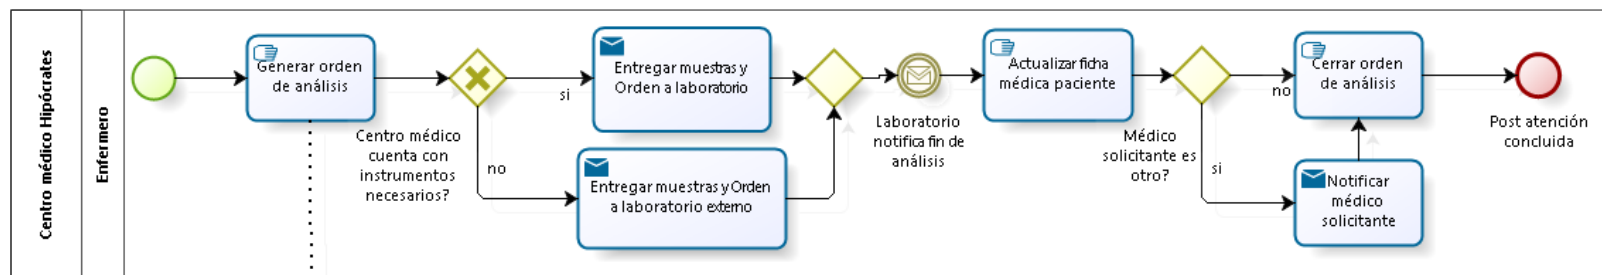 Centro médico Hipócrates
Enfermero
Generar orden
de análisis
Centro médico
cuenta con
instrumentos
necesarios?
si
no
Entregar muestras y
Orden a laboratorio
Entregar muestras y Orden
a laboratorio externo
Laboratorio
notifica fin de
análisis
Actualizar ficha
médica paciente
Médico
solicitante es
otro?
no
si
Cerrar orden
de análisis
Notificar
médico
solicitante
Post atención
concluida